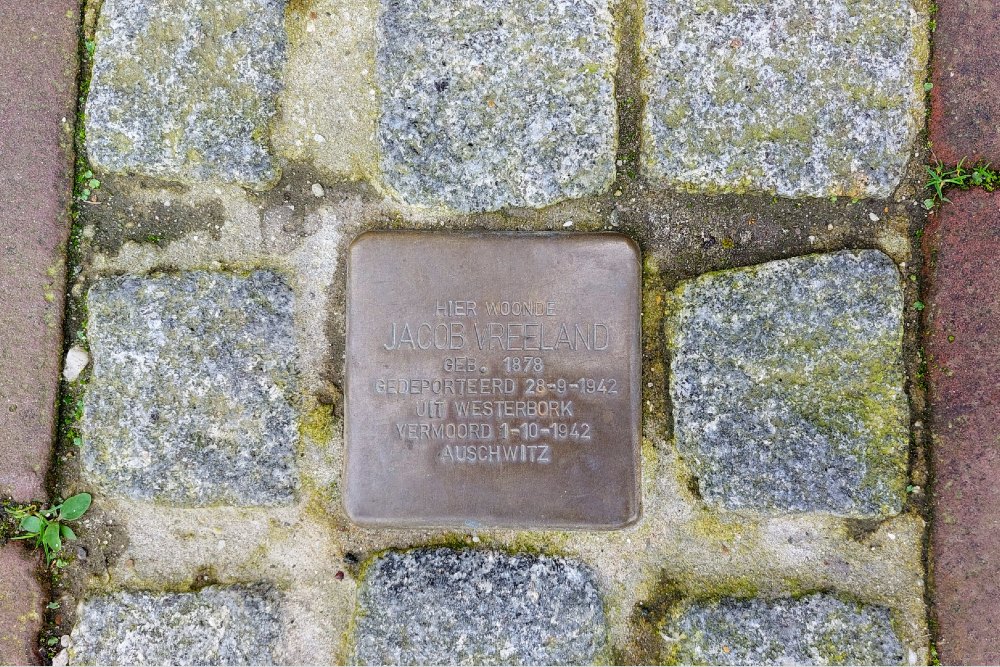 HIER WOONDE
JACOB VREELAND
GEB. 1878
GEDEPORTEERD 28-9-1942
UIT WESTERBORK
VERMOORD 1-10-1942
AUSCHWITZ